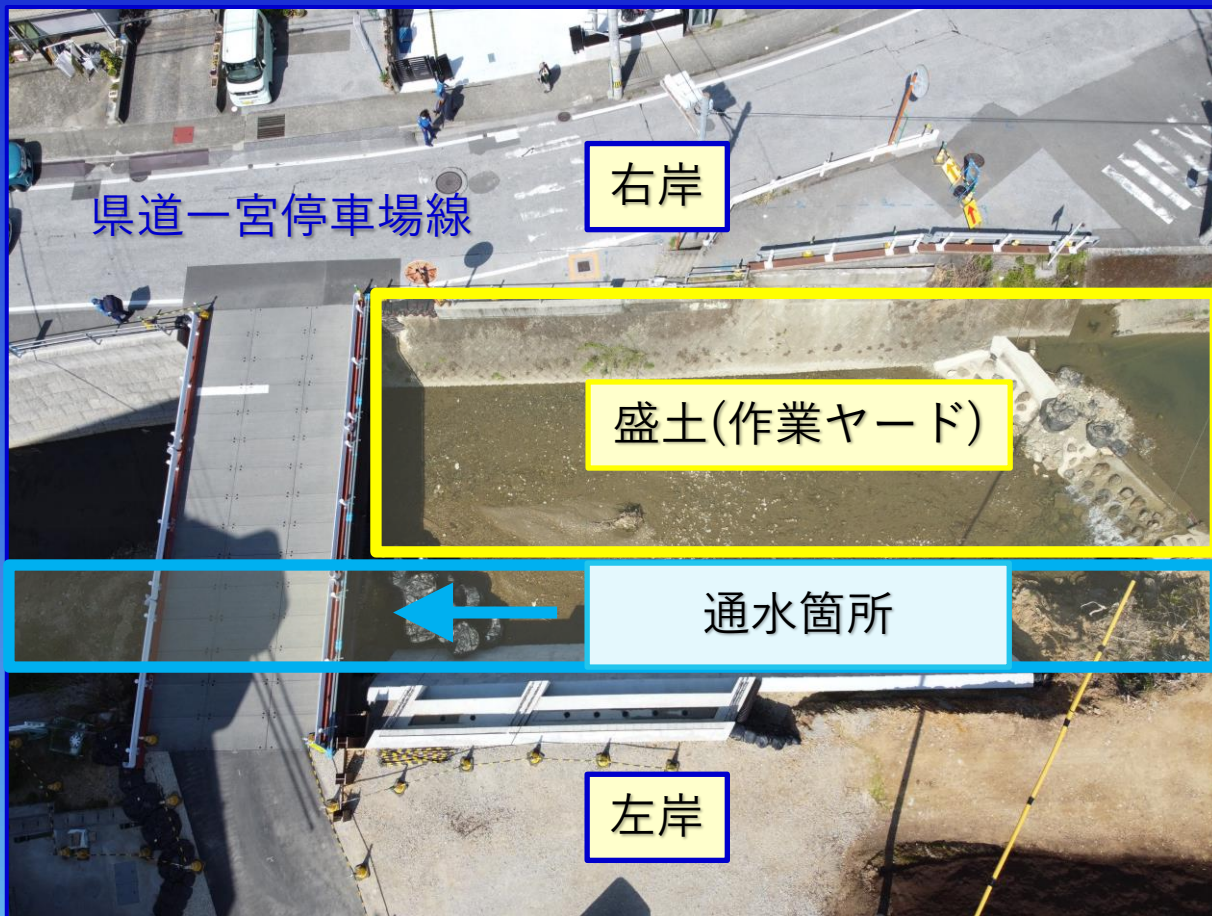 県道一宮停車場線
右岸
盛土(作業ヤード)
通水箇所
左岸